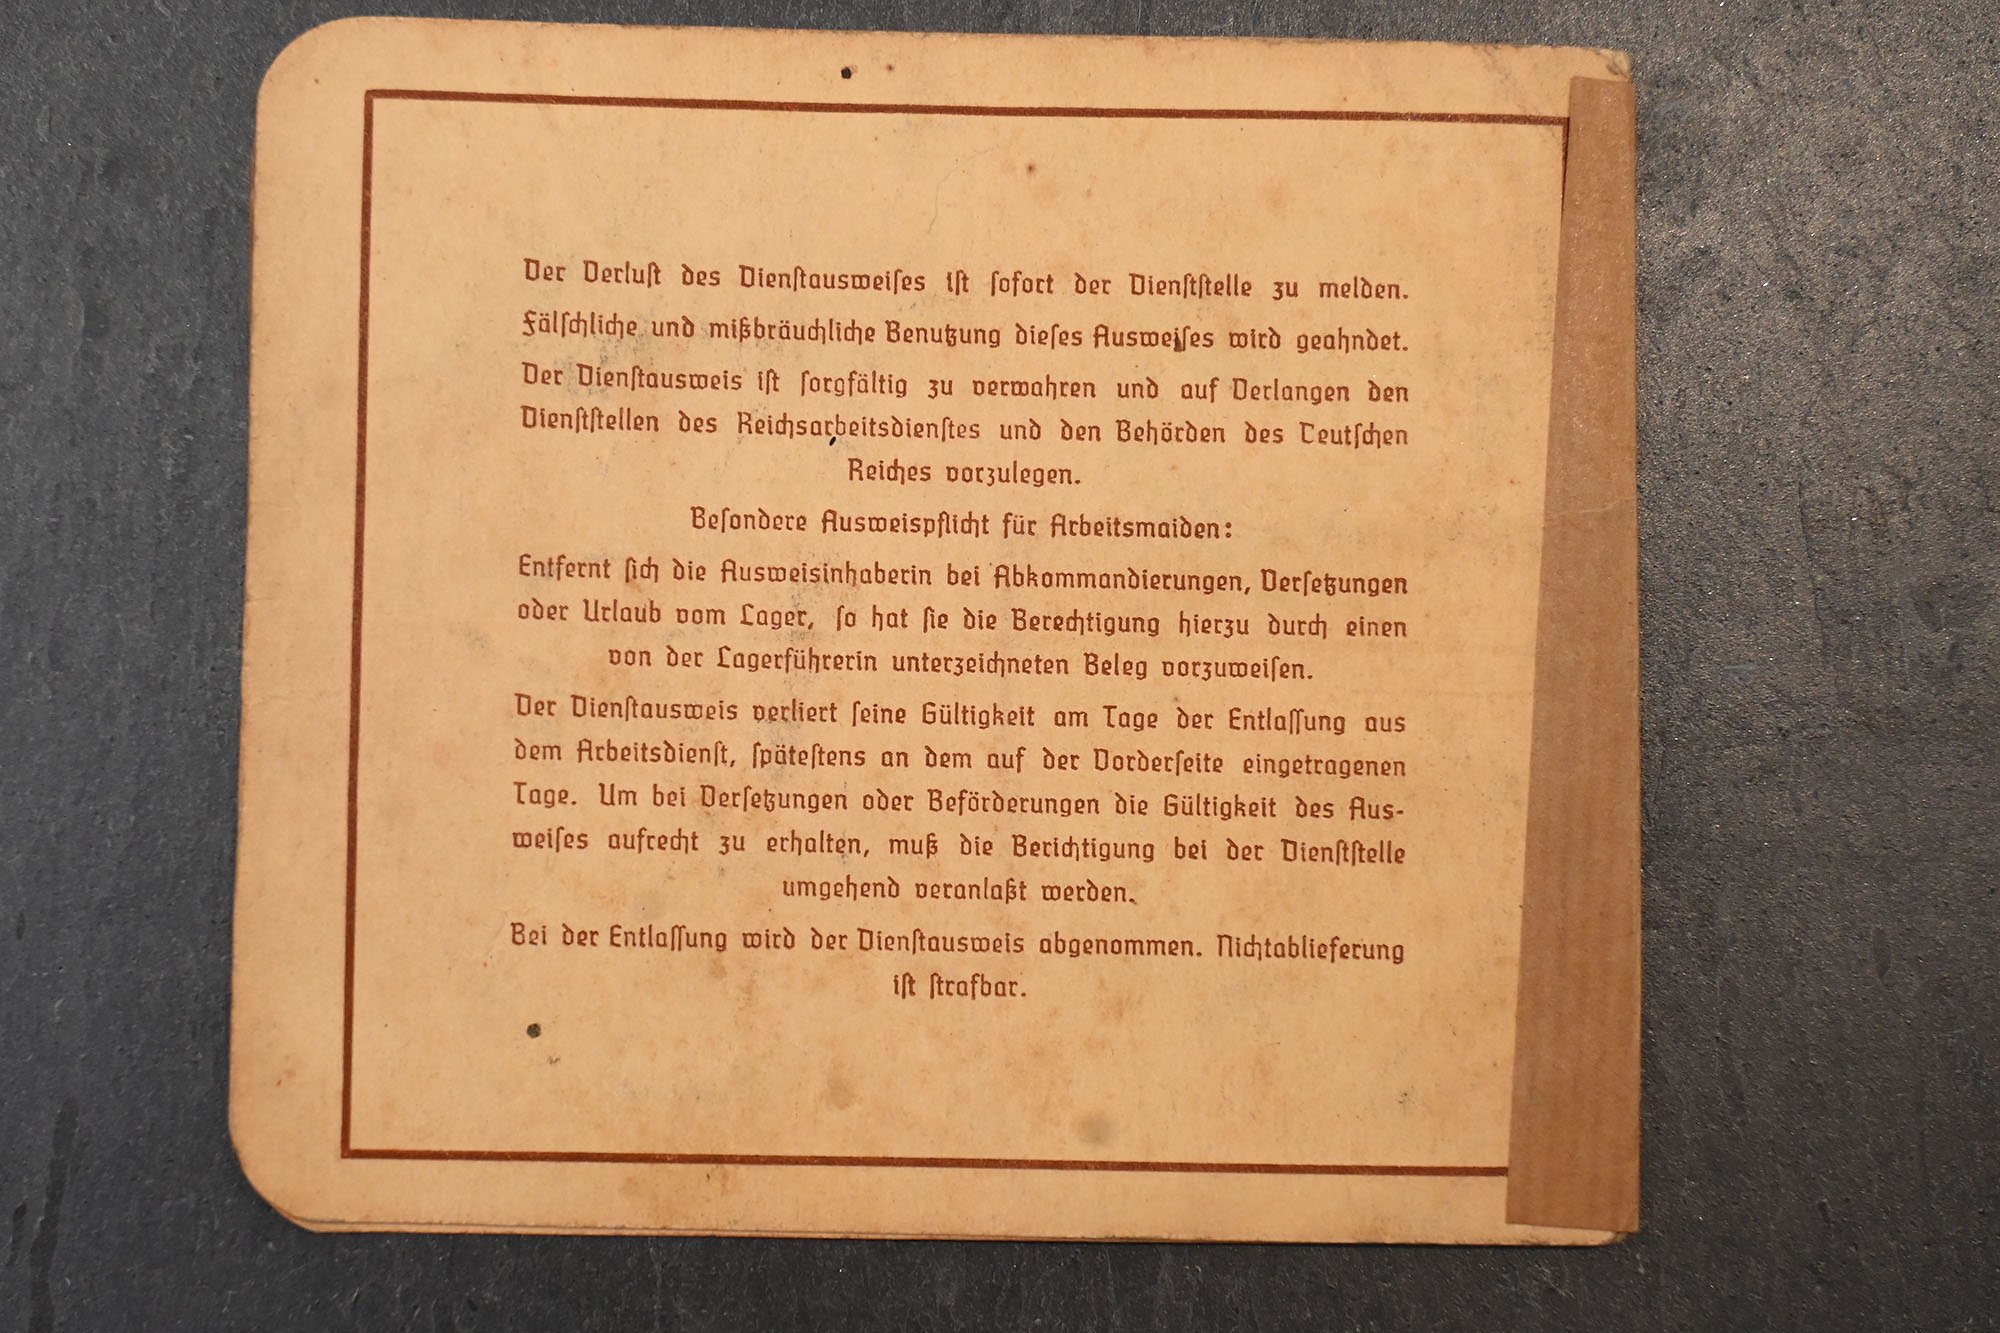 Der Verluſt des Dienſtausweiſes iſt ſofort der Dienſtſtelle zu melden.
Fälſchliche und mißbräuchliche Benutzung dieſes Ausweiſes wird geahndet.
Der Dienſtausweis iſt ſorgfältig zu verwahren und auf Verlangen den
Dienſtſtellen des Reichsarbeitsdienſtes und den Behörden des Deutſchen
Reiches vorzulegen.
Beſondere Ausweispflicht für Arbeitsmaiden:
Entfernt ſich die Ausweisinhaberin bei Abkommandierungen, Verſetzungen
oder Urlaub vom Lager, ſo hat ſie die Berechtigung hierzu durch einen
von der Lagerführerin unterzeichneten Beleg vorzuweiſen.
Der Dienſtausweis verliert ſeine Gültigkeit am Tage der Entlaſſung aus
dem Arbeitsdienſt, ſpäteſtens an dem auf der Vorderſeite eingetragenen
Tage. Um bei Verſetzungen oder Beförderungen die Gültigkeit des Aus-
weiſes aufrecht zu erhalten, muß die Berichtigung bei der Dienſtſtelle
umgehend veranlaßt werden.
Bei der Entlaſſung wird der Dienſtausweis abgenommen. Nichtablieferung
iſt ſtrafbar.